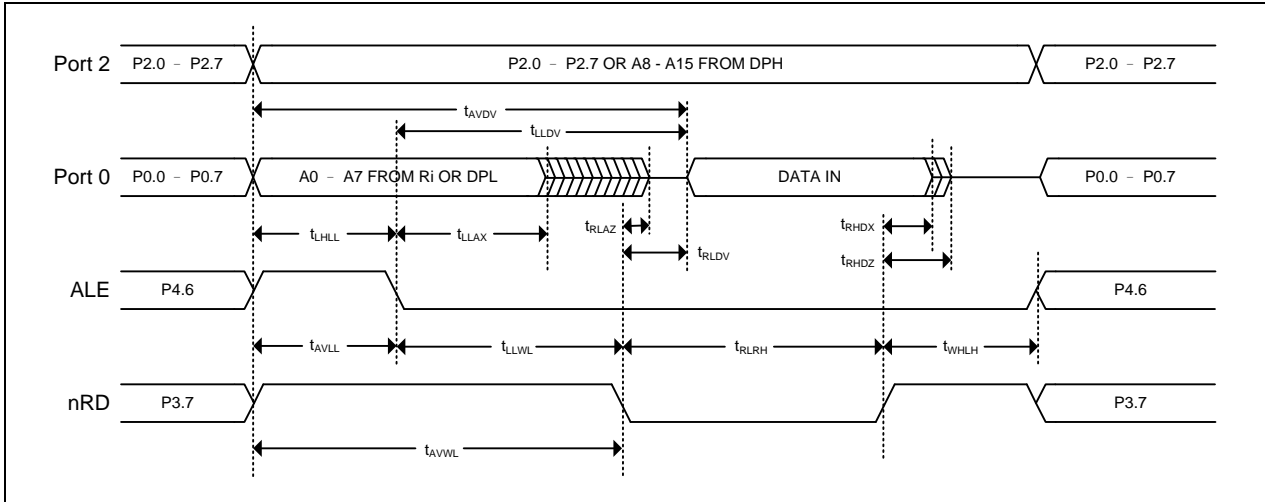 Port 2 P2.0 – P2.7 P2.0 – P2.7 OR A8 - A15 FROM DPH P2.0 – P2.7
tAVDV
tLLDV
Port 0 P0.0 – P0.7 A0 – A7 FROM Ri OR DPL DATA IN P0.0 – P0.7
tLHLL tLLAX tRLAZ tRHDX
tRLDV
tRHDZ
ALE P4.6 P4.6
tAVLL tLLWL tRLRH tWHLH
nRD P3.7 P3.7
tAVWL